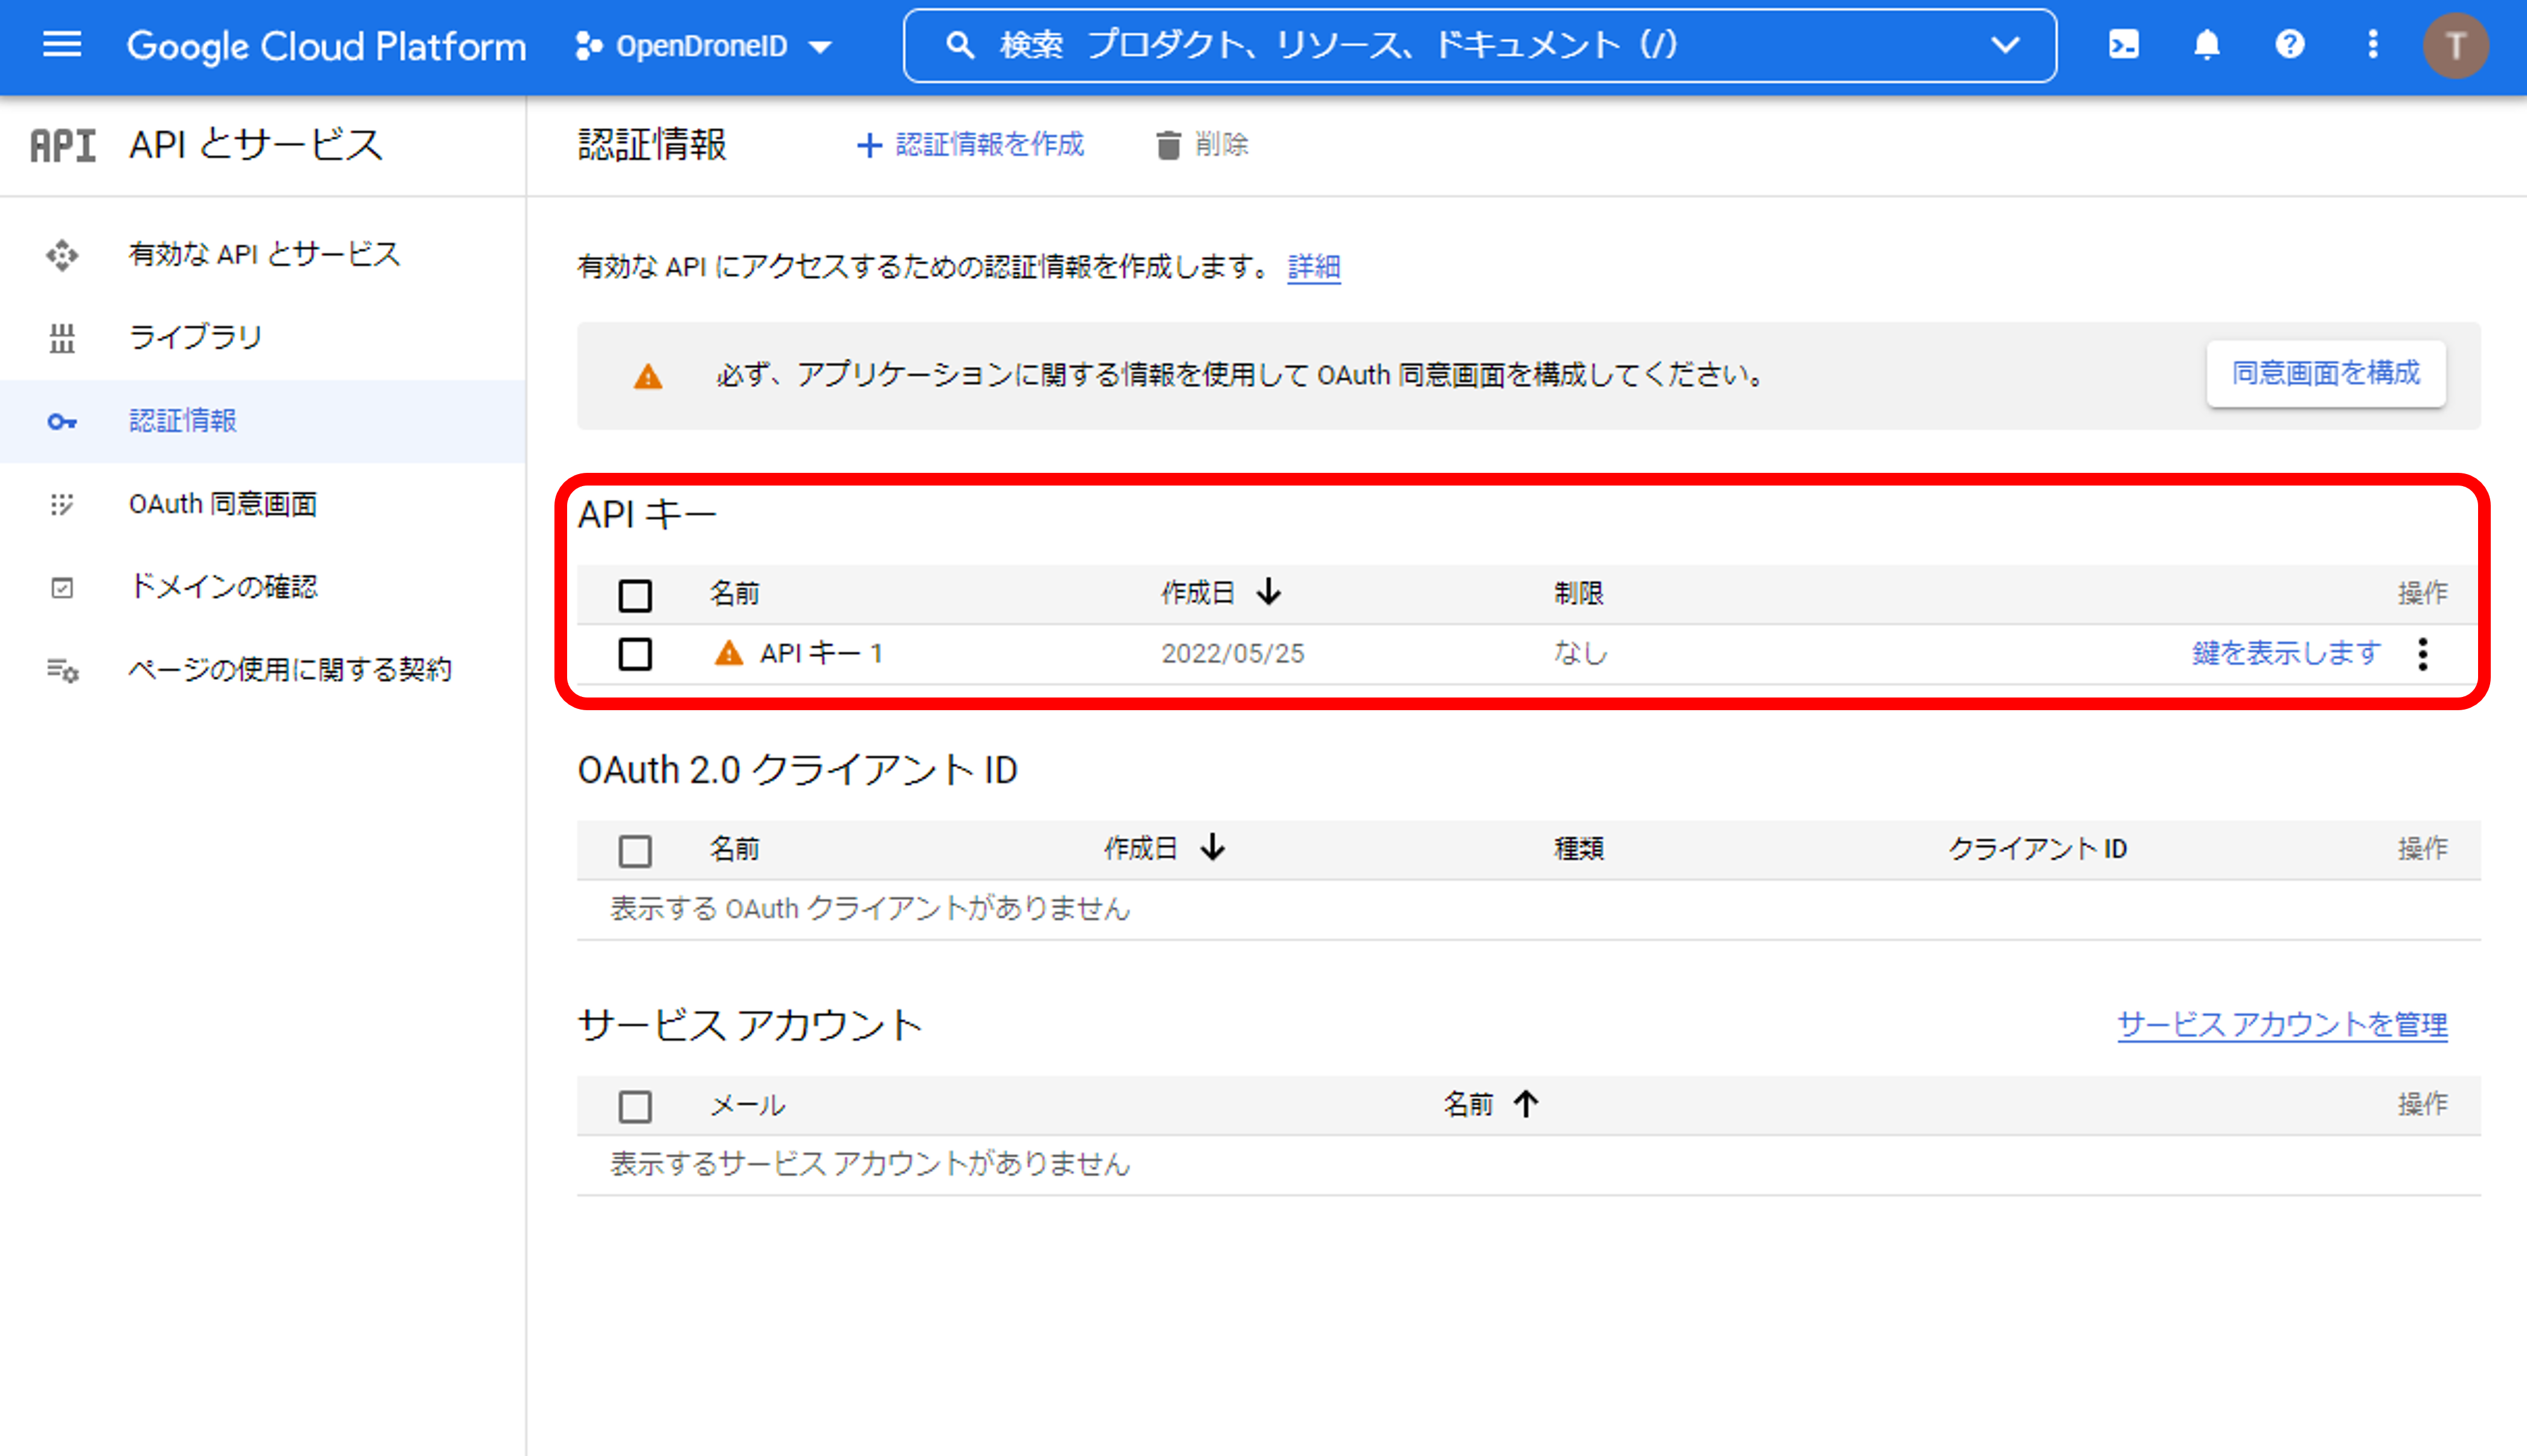 Google Cloud Platform OpenDroneID 検索 プロダクト、リソース、ドキュメント (/) T
API API とサービス
認証情報 + 認証情報を作成 削除
有効な API とサービス
ライブラリ
認証情報
OAuth 同意画面
ドメインの確認
ページの使用に関する契約
有効な API にアクセスするための認証情報を作成します。 詳細
必ず、アプリケーションに関する情報を使用して OAuth 同意画面を構成してください。 同意画面を構成
API キー
名前 作成日 制限 操作
API キー 1 2022/05/25 なし 鍵を表示します
OAuth 2.0 クライアント ID
名前 作成日 種類 クライアント ID 操作
表示する OAuth クライアントがありません
サービス アカウント サービス アカウントを管理
メール 名前 操作
表示するサービス アカウントがありません